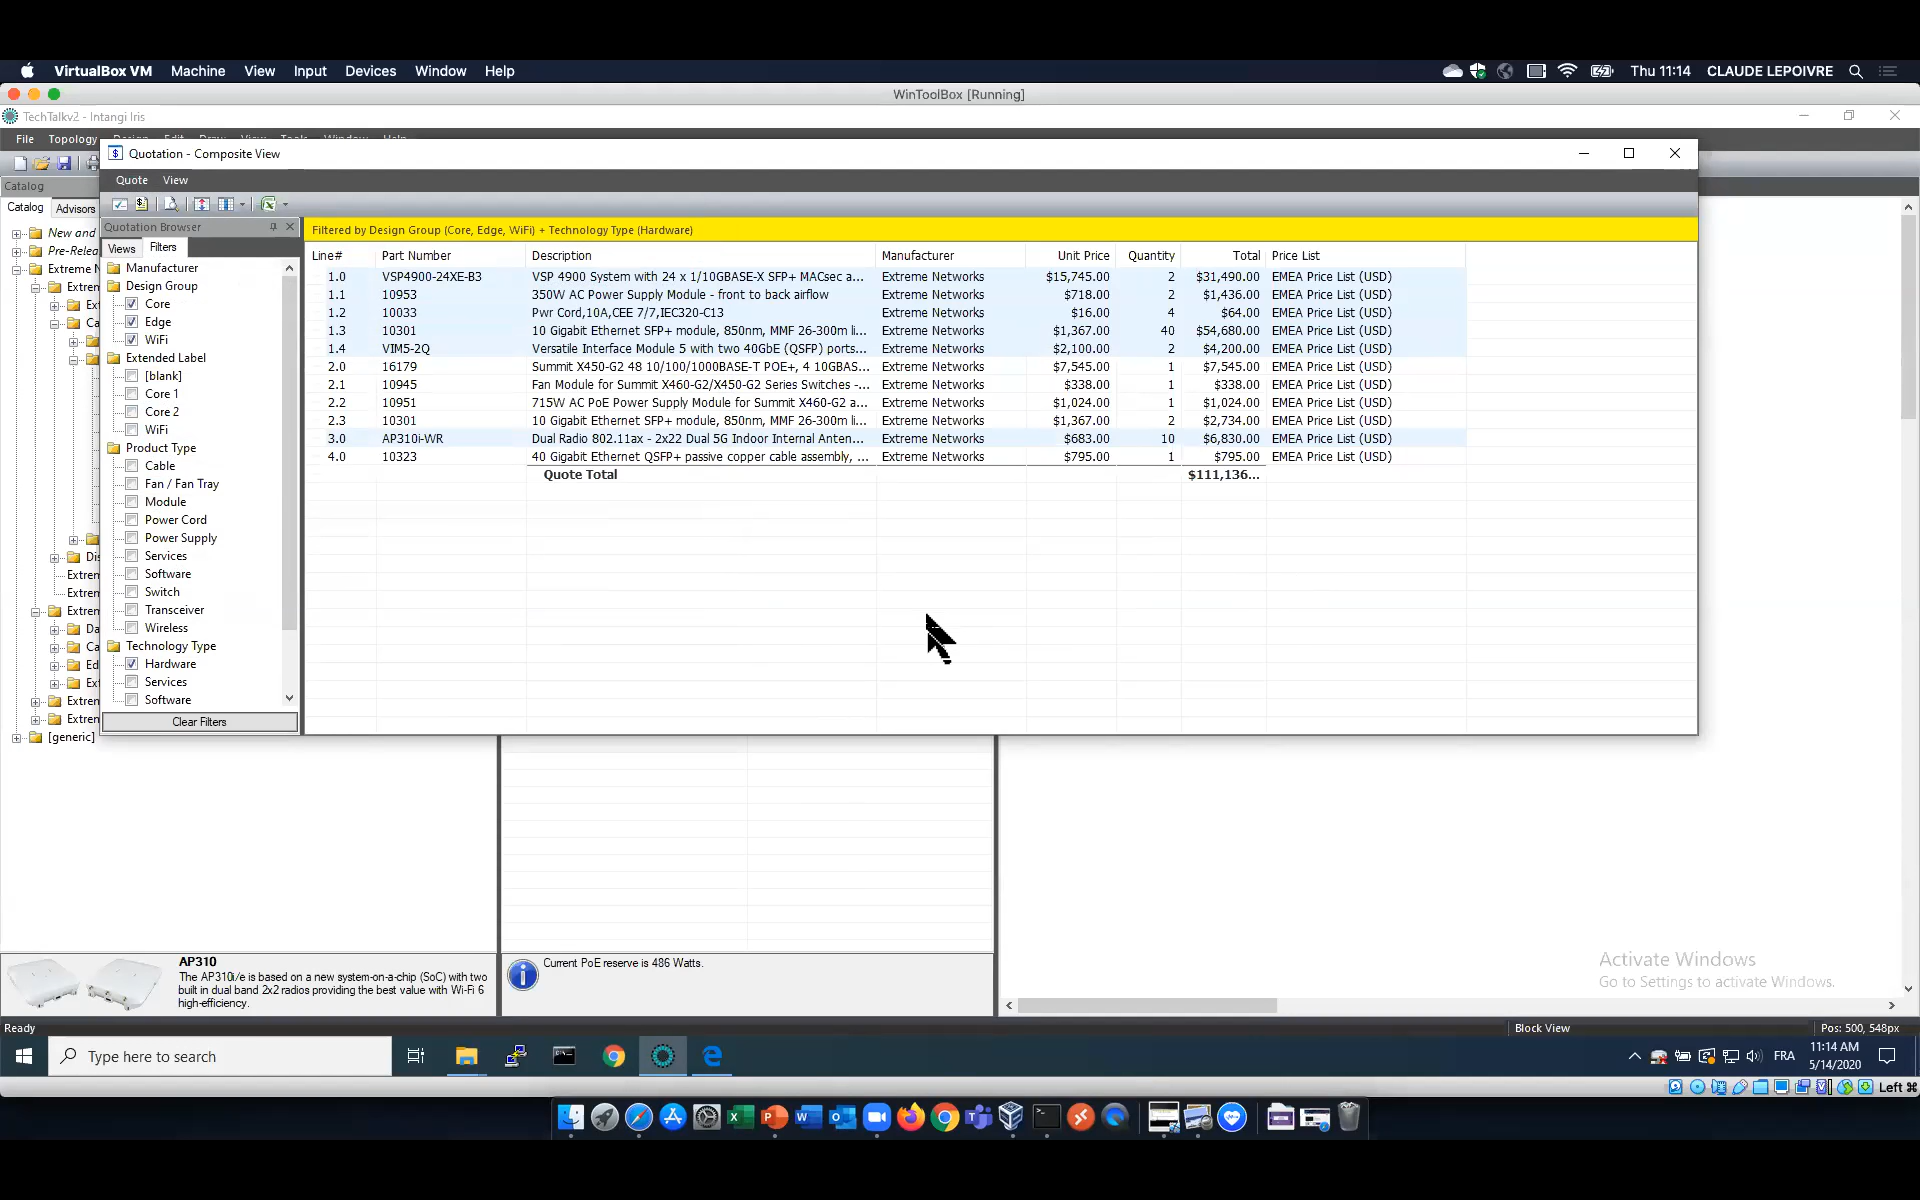 VirtualBox VM Machine View Input Devices Window Help Thu 11:14 CLAUDE LEPOIVRE
WinToolBox [Running]
TechTalkv2 - Intangi Iris
File Topology Design Edit Draw View Tools Window Help
Quotation - Composite View
Quote View
Catalog
Catalog Advisors
New and
Pre-Relea
Extreme N
Extren
Ext
Ca
Dis
Extren
Extren
Extren
Da
Ca
Ed
Ext
Extren
Extren
[generic]
Quotation Browser
Views Filters
Manufacturer
Design Group
Core
Edge
WiFi
Extended Label
[blank]
Core 1
Core 2
WiFi
Product Type
Cable
Fan / Fan Tray
Module
Power Cord
Power Supply
Services
Software
Switch
Transceiver
Wireless
Technology Type
Hardware
Services
Software
Clear Filters
Filtered by Design Group (Core, Edge, WiFi) + Technology Type (Hardware)
Line# Part Number Description Manufacturer Unit Price Quantity Total Price List
1.0 VSP4900-24XE-B3 VSP 4900 System with 24 x 1/10GBASE-X SFP+ MACsec a... Extreme Networks $15,745.00 2 $31,490.00 EMEA Price List (USD)
1.1 10953 350W AC Power Supply Module - front to back airflow Extreme Networks $718.00 2 $1,436.00 EMEA Price List (USD)
1.2 10033 Pwr Cord,10A,CEE 7/7,IEC320-C13 Extreme Networks $16.00 4 $64.00 EMEA Price List (USD)
1.3 10301 10 Gigabit Ethernet SFP+ module, 850nm, MMF 26-300m li... Extreme Networks $1,367.00 40 $54,680.00 EMEA Price List (USD)
1.4 VIM5-2Q Versatile Interface Module 5 with two 40GbE (QSFP) ports... Extreme Networks $2,100.00 2 $4,200.00 EMEA Price List (USD)
2.0 16179 Summit X450-G2 48 10/100/1000BASE-T POE+, 4 10GBAS... Extreme Networks $7,545.00 1 $7,545.00 EMEA Price List (USD)
2.1 10945 Fan Module for Summit X460-G2/X450-G2 Series Switches -... Extreme Networks $338.00 1 $338.00 EMEA Price List (USD)
2.2 10951 715W AC PoE Power Supply Module for Summit X460-G2 a... Extreme Networks $1,024.00 1 $1,024.00 EMEA Price List (USD)
2.3 10301 10 Gigabit Ethernet SFP+ module, 850nm, MMF 26-300m li... Extreme Networks $1,367.00 2 $2,734.00 EMEA Price List (USD)
3.0 AP310i-WR Dual Radio 802.11ax - 2x22 Dual 5G Indoor Internal Anten... Extreme Networks $683.00 10 $6,830.00 EMEA Price List (USD)
4.0 10323 40 Gigabit Ethernet QSFP+ passive copper cable assembly, ... Extreme Networks $795.00 1 $795.00 EMEA Price List (USD)
Quote Total $111,136...
AP310
The AP310i/e is based on a new system-on-a-chip (SoC) with two
built in dual band 2x2 radios providing the best value with Wi-Fi 6
high-efficiency.
Current PoE reserve is 486 Watts.
Activate Windows
Go to Settings to activate Windows.
Ready Block View Pos: 500, 548px
Type here to search FRA 11:14 AM
5/14/2020
Left ⌘